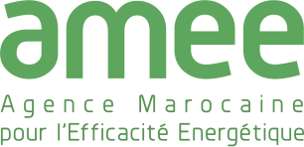 amee
Agence Marocaine
pour l'Efficacité Energétique